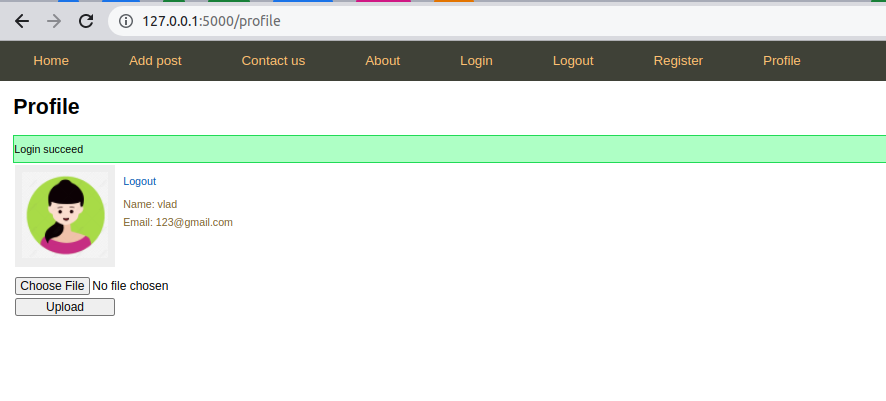 127.0.0.1:5000/profile
Home Add post Contact us About Login Logout Register Profile
Profile
Login succeed
Logout
Name: vlad
Email: 123@gmail.com
Choose File No file chosen
Upload